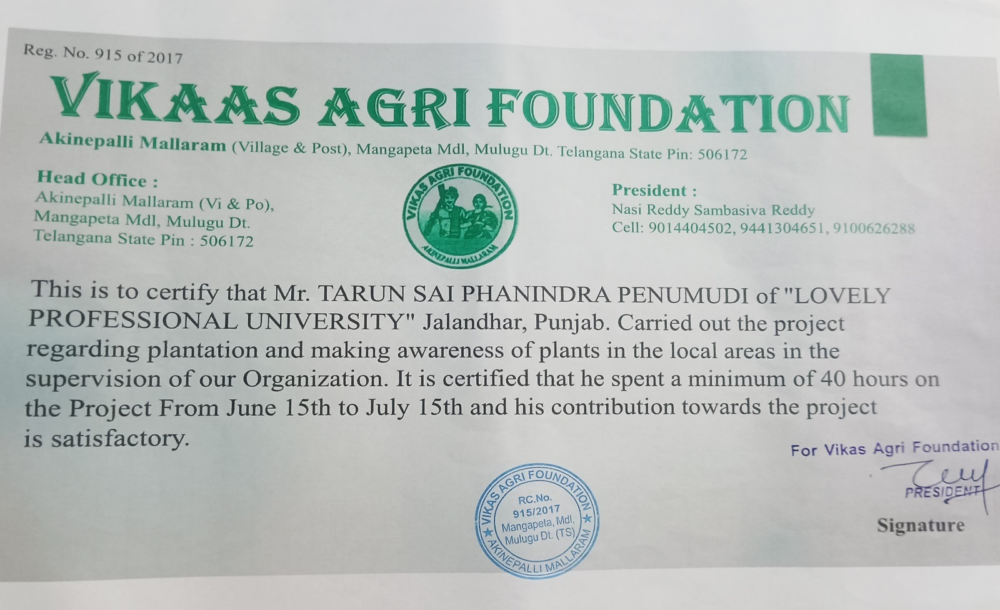 Reg. No. 915 of 2017
VIKAAS AGRI FOUNDATION
Akinepalli Mallaram (Village & Post), Mangapeta Mdl, Mulugu Dt. Telangana State Pin: 506172
Head Office :
Akinepalli Mallaram (Vi & Po),
Mangapeta Mdl, Mulugu Dt.
Telangana State Pin : 506172
VIKAS AGRI FOUNDATION
AKINEPALLI MALLARAM
President :
Nasi Reddy Sambasiva Reddy
Cell: 9014404502, 9441304651, 9100626288
This is to certify that Mr. TARUN SAI PHANINDRA PENUMUDI of "LOVELY
PROFESSIONAL UNIVERSITY" Jalandhar, Punjab. Carried out the project
regarding plantation and making awareness of plants in the local areas in the
supervision of our Organization. It is certified that he spent a minimum of 40 hours on
the Project From June 15th to July 15th and his contribution towards the project
is satisfactory.
For Vikas Agri Foundation
PRESIDENT
Signature
VIKAS AGRI FOUNDATION
RC.No.
915/2017
Mangapeta, Mdl,
Mulugu Dt. (TS)
★ AKINEPALLI MALLARAM ★